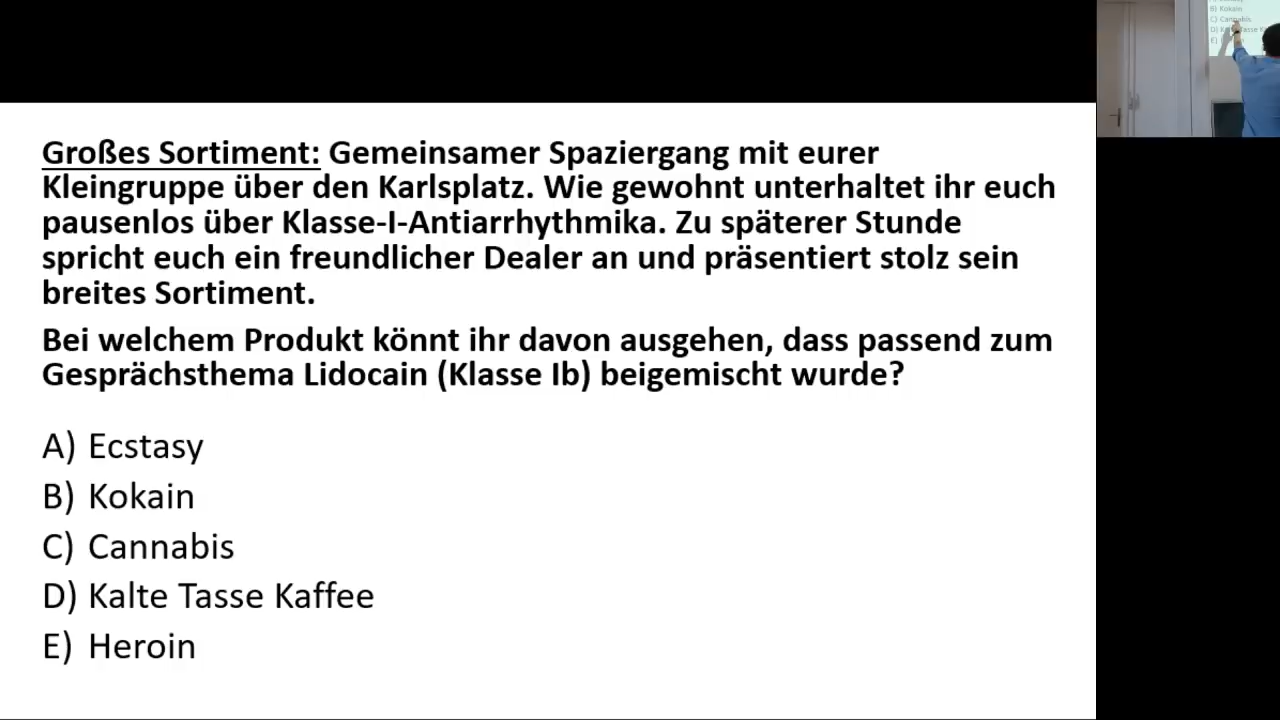 Großes Sortiment: Gemeinsamer Spaziergang mit eurer
Kleingruppe über den Karlsplatz. Wie gewohnt unterhaltet ihr euch
pausenlos über Klasse-I-Antiarrhythmika. Zu späterer Stunde
spricht euch ein freundlicher Dealer an und präsentiert stolz sein
breites Sortiment.
Bei welchem Produkt könnt ihr davon ausgehen, dass passend zum
Gesprächsthema Lidocain (Klasse Ib) beigemischt wurde?
A) Ecstasy
B) Kokain
C) Cannabis
D) Kalte Tasse Kaffee
E) Heroin
B) Kokain
C) Cannabis